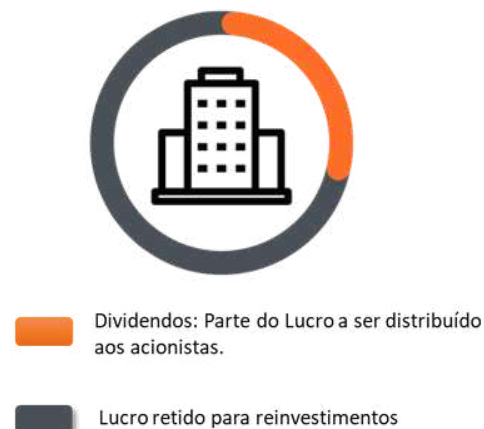 Dividendos: Parte do Lucro a ser distribuído
aos acionistas.
Lucro retido para reinvestimentos